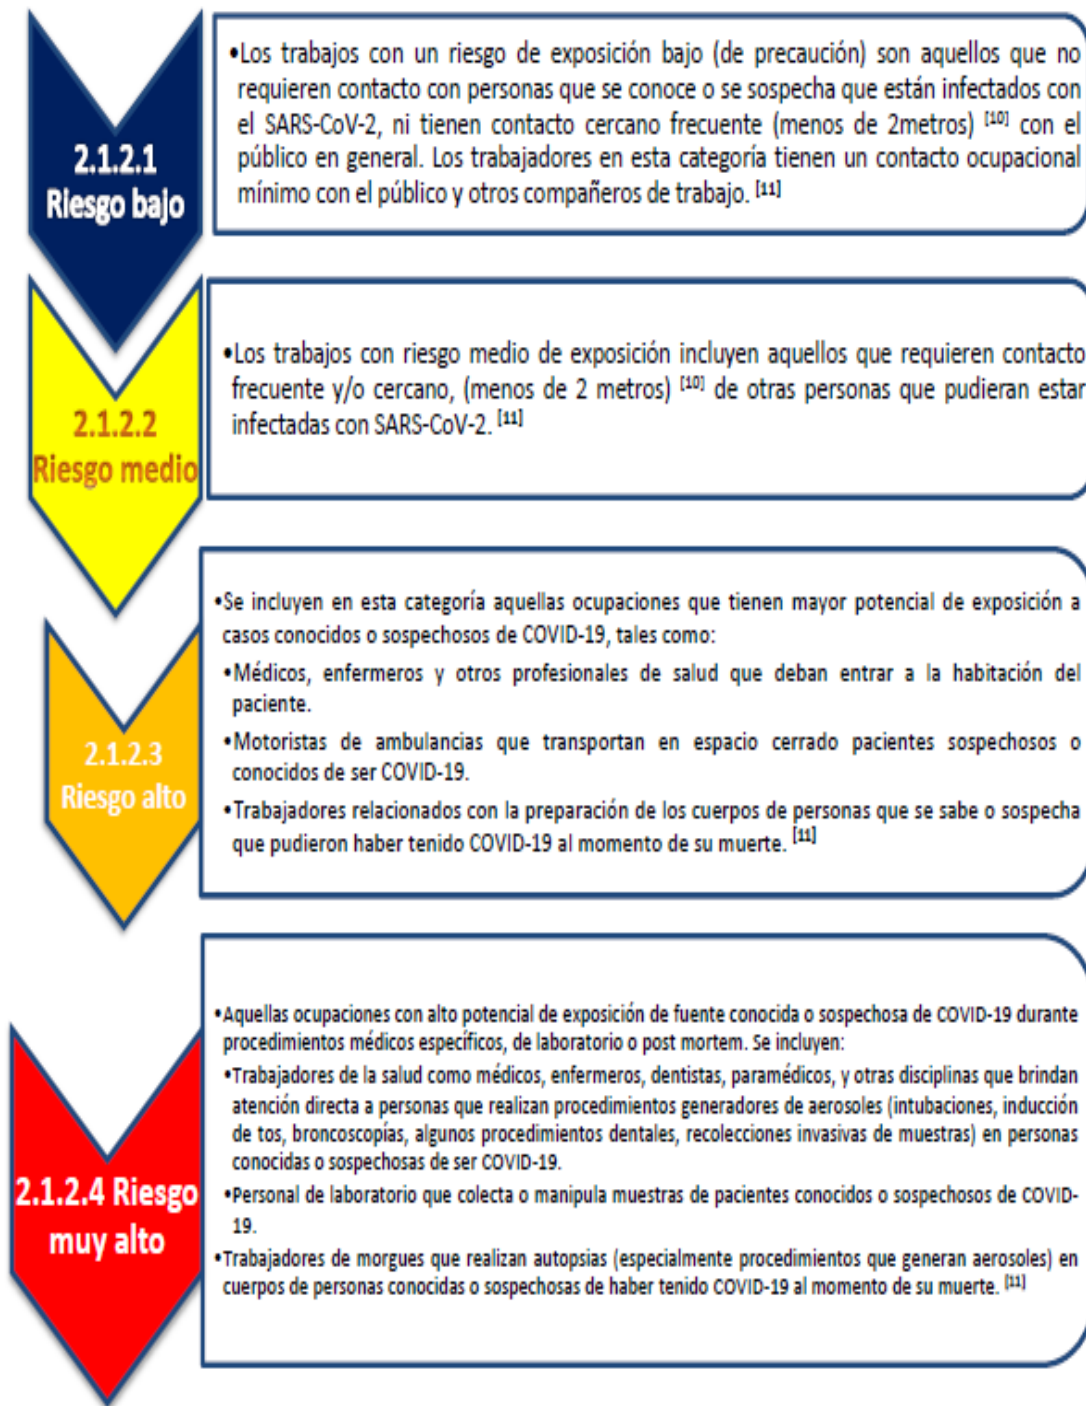 2.1.2.1
Riesgo bajo
•Los trabajos con un riesgo de exposición bajo (de precaución) son aquellos que no
requieren contacto con personas que se conoce o se sospecha que están infectados con
el SARS-CoV-2, ni tienen contacto cercano frecuente (menos de 2metros) [10] con el
público en general. Los trabajadores en esta categoría tienen un contacto ocupacional
mínimo con el público y otros compañeros de trabajo. [11]
2.1.2.2
Riesgo medio
•Los trabajos con riesgo medio de exposición incluyen aquellos que requieren contacto
frecuente y/o cercano, (menos de 2 metros) [10] de otras personas que pudieran estar
infectadas con SARS-CoV-2. [11]
2.1.2.3
Riesgo alto
•Se incluyen en esta categoría aquellas ocupaciones que tienen mayor potencial de exposición a
casos conocidos o sospechosos de COVID-19, tales como:
•Médicos, enfermeros y otros profesionales de salud que deban entrar a la habitación del
paciente.
•Motoristas de ambulancias que transportan en espacio cerrado pacientes sospechosos o
conocidos de ser COVID-19.
•Trabajadores relacionados con la preparación de los cuerpos de personas que se sabe o sospecha
que pudieron haber tenido COVID-19 al momento de su muerte. [11]
2.1.2.4 Riesgo
muy alto
•Aquellas ocupaciones con alto potencial de exposición de fuente conocida o sospechosa de COVID-19 durante
procedimientos médicos específicos, de laboratorio o post mortem. Se incluyen:
•Trabajadores de la salud como médicos, enfermeros, dentistas, paramédicos, y otras disciplinas que brindan
atención directa a personas que realizan procedimientos generadores de aerosoles (intubaciones, inducción
de tos, broncoscopías, algunos procedimientos dentales, recolecciones invasivas de muestras) en personas
conocidas o sospechosas de ser COVID-19.
•Personal de laboratorio que colecta o manipula muestras de pacientes conocidos o sospechosos de COVID-
19.
•Trabajadores de morgues que realizan autopsias (especialmente procedimientos que generan aerosoles) en
cuerpos de personas conocidas o sospechosas de haber tenido COVID-19 al momento de su muerte. [11]